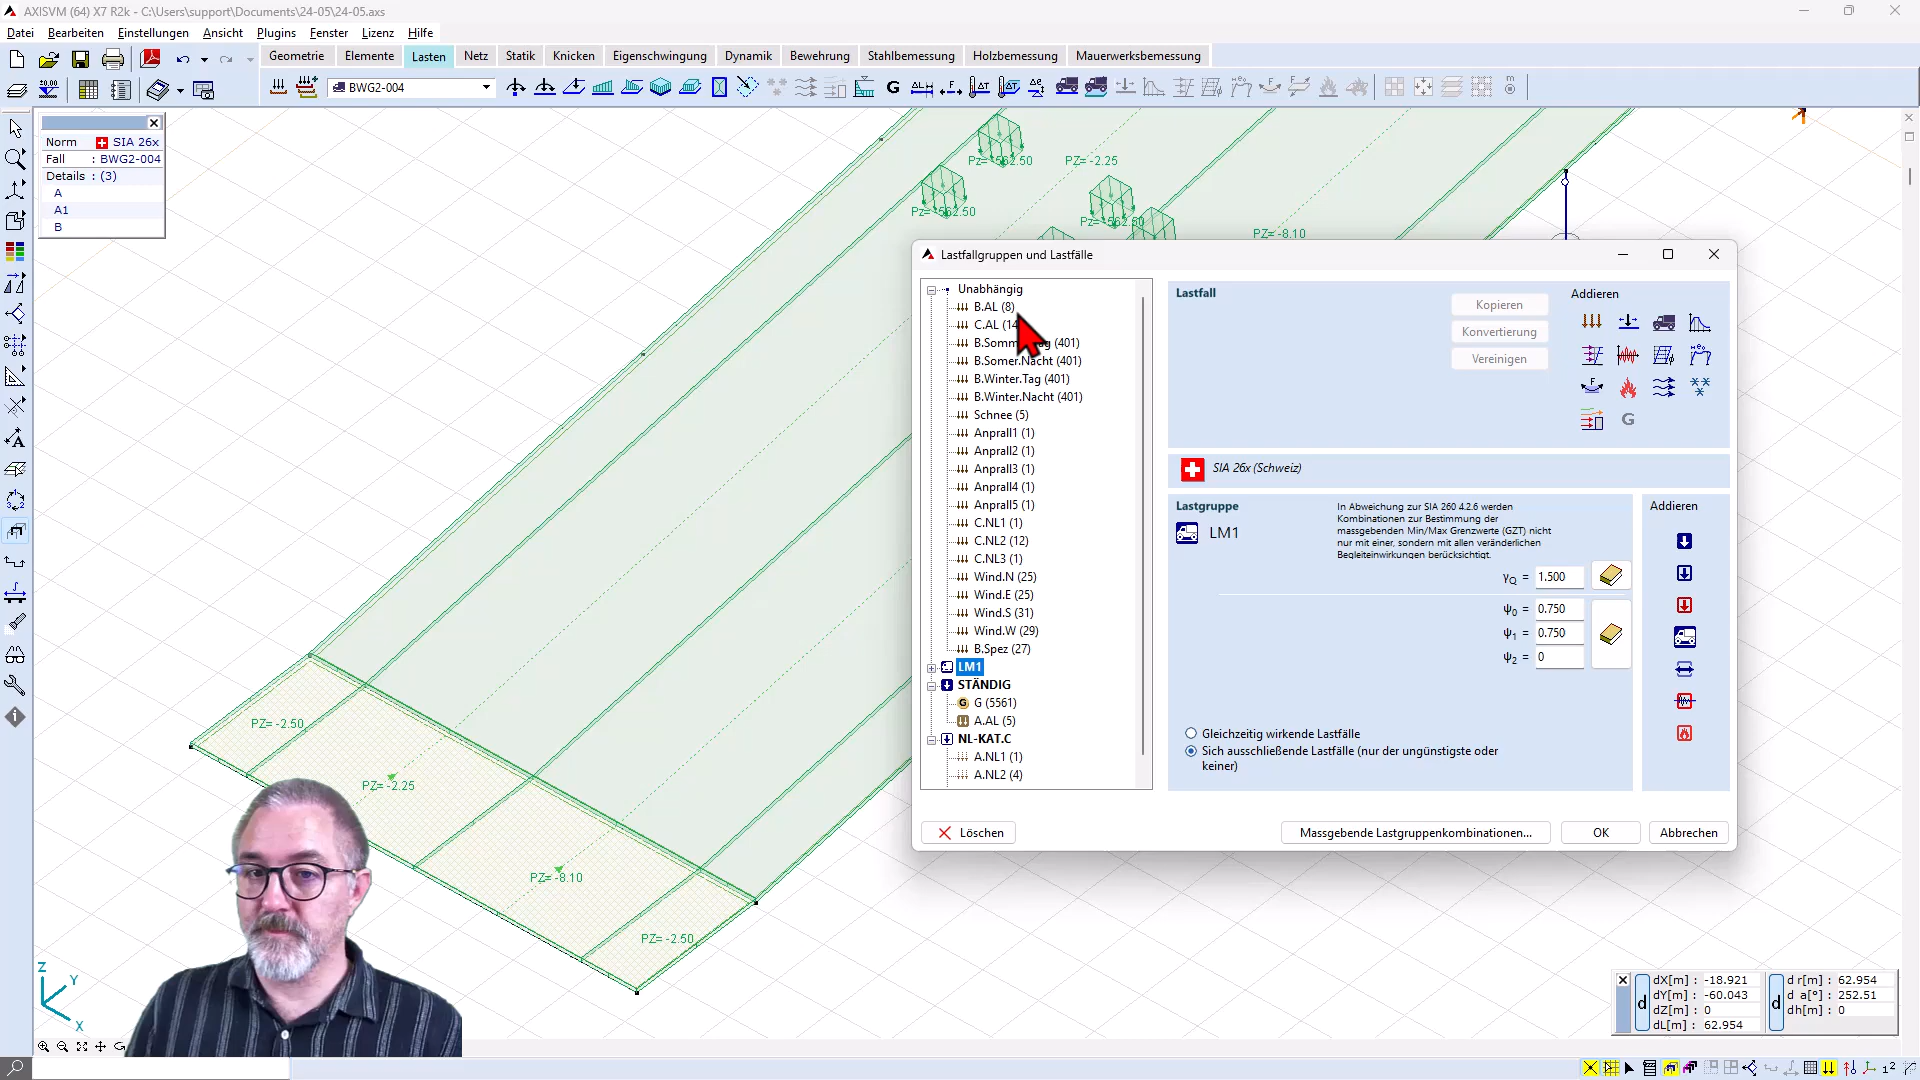 AXISVM (64) X7 R2k - C:\Users\support\Documents\24-05\24-05.axs
Datei Bearbeiten Einstellungen Ansicht Plugins Fenster Lizenz Hilfe
Geometrie Elemente Lasten Netz Statik Knicken Eigenschwingung Dynamik Bewehrung Stahlbemessung Holzbemessung Mauerwerksbemessung
BWG2-004
Norm SIA 26x
Fall : BWG2-004
Details : (3)
A
A1
B
Pz= -562.50
PZ= -2.25
Pz= -562.50
Pz= -562.50
PZ= -8.10
PZ= -2.50
PZ= -2.25
PZ= -8.10
PZ= -2.50
Lastfallgruppen und Lastfälle
Unabhängig
B.AL (8)
C.AL (14
B.Somm
g (401)
B.Somer.Nacht (401)
B.Winter.Tag (401)
B.Winter.Nacht (401)
Schnee (5)
Anprall1 (1)
Anprall2 (1)
Anprall3 (1)
Anprall4 (1)
Anprall5 (1)
C.NL1 (1)
C.NL2 (12)
C.NL3 (1)
Wind.N (25)
Wind.E (25)
Wind.S (31)
Wind.W (29)
B.Spez (27)
LM1
STÄNDIG
G (5561)
A.AL (5)
NL-KAT.C
A.NL1 (1)
A.NL2 (4)
Löschen
Lastfall
Kopieren
Konvertierung
Vereinigen
Addieren
SIA 26x (Schweiz)
Lastgruppe
LM1
In Abweichung zur SIA 260 4.2.6 werden
Kombinationen zur Bestimmung der
massgebenden Min/Max Grenzwerte (GZT) nicht
nur mit einer, sondern mit allen veränderlichen
Begleiteinwirkungen berücksichtigt.
γQ = 1.500
ψ0 = 0.750
ψ1 = 0.750
ψ2 = 0
Gleichzeitig wirkende Lastfälle
Sich ausschließende Lastfälle (nur der ungünstigste oder
keiner)
Addieren
Massgebende Lastgruppenkombinationen...
OK
Abbrechen
Z
Y
X
d
dX[m] : -18.921
dY[m] : -60.043
dZ[m] : 0
dL[m] : 62.954
d
d r[m] : 62.954
d a[°] : 252.51
dh[m] : 0